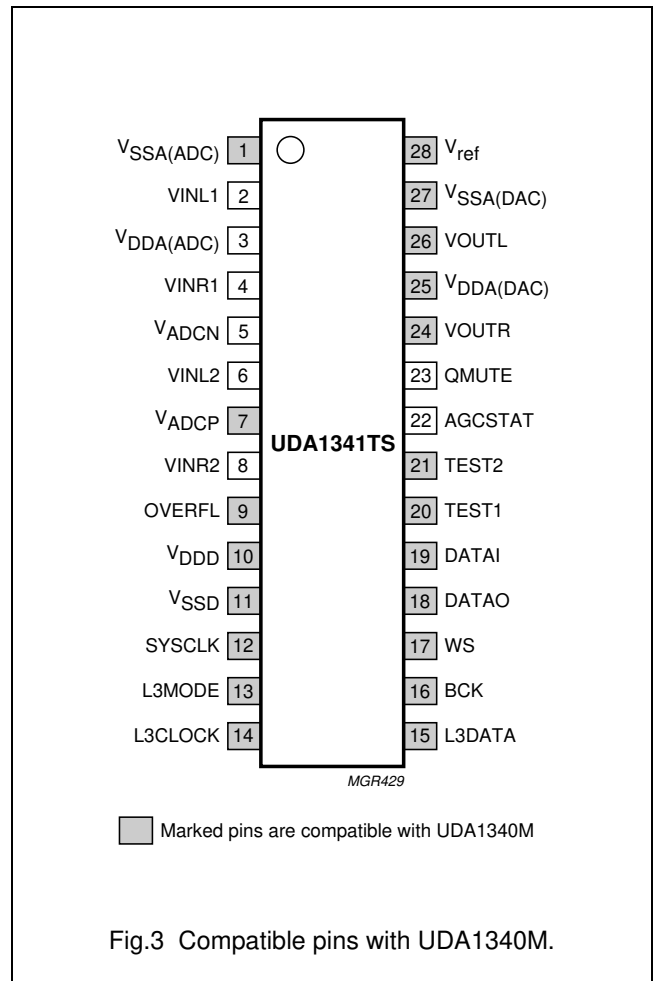 VSSA(ADC) 1
28 Vref
VINL1 2
27 VSSA(DAC)
VDDA(ADC) 3
26 VOUTL
VINR1 4
25 VDDA(DAC)
VADCN 5
24 VOUTR
VINL2 6
23 QMUTE
VADCP 7
22 AGCSTAT
UDA1341TS
VINR2 8
21 TEST2
OVERFL 9
20 TEST1
VDDD 10
19 DATAI
VSSD 11
18 DATAO
SYSCLK 12
17 WS
L3MODE 13
16 BCK
L3CLOCK 14
15 L3DATA
MGR429
Marked pins are compatible with UDA1340M
Fig.3 Compatible pins with UDA1340M.